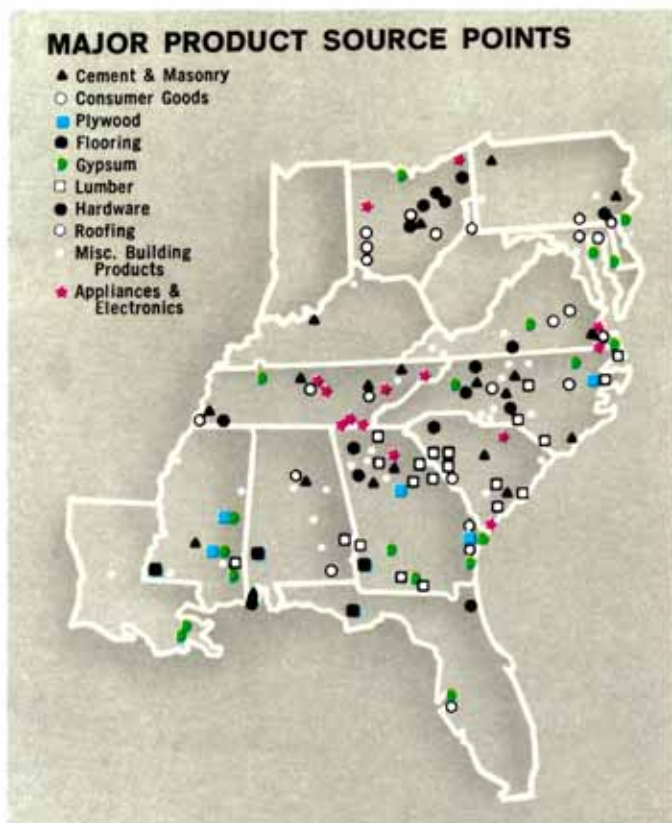 MAJOR PRODUCT SOURCE POINTS
Cement & Masonry
Consumer Goods
Plywood
Flooring
Gypsum
Lumber
Hardware
Roofing
Misc. Building
Products
Appliances &
Electronics